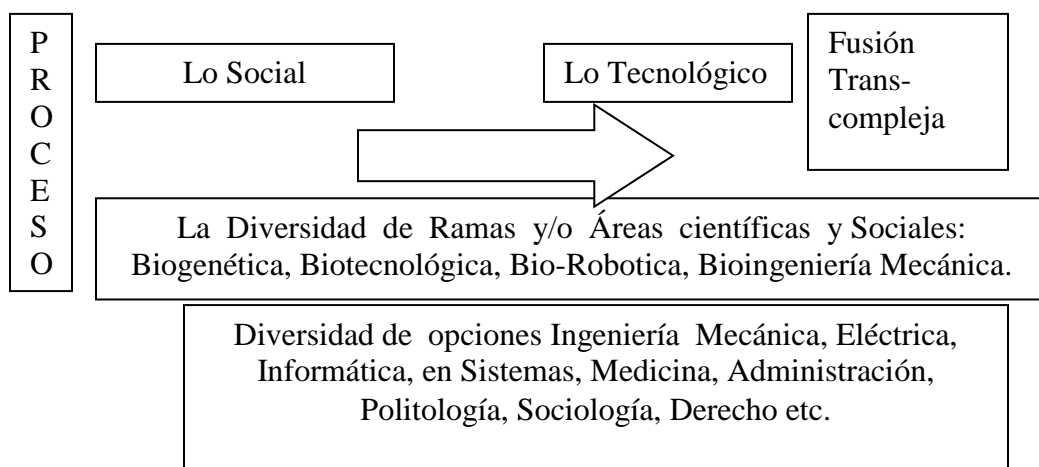 P
R
O
C
E
S
O
Lo Social
Lo Tecnológico
Fusión
Trans-
compleja
La Diversidad de Ramas y/o Áreas científicas y Sociales:
Biogenética, Biotecnológica, Bio-Robotica, Bioingeniería Mecánica.
Diversidad de opciones Ingeniería Mecánica, Eléctrica,
Informática, en Sistemas, Medicina, Administración,
Politología, Sociología, Derecho etc.